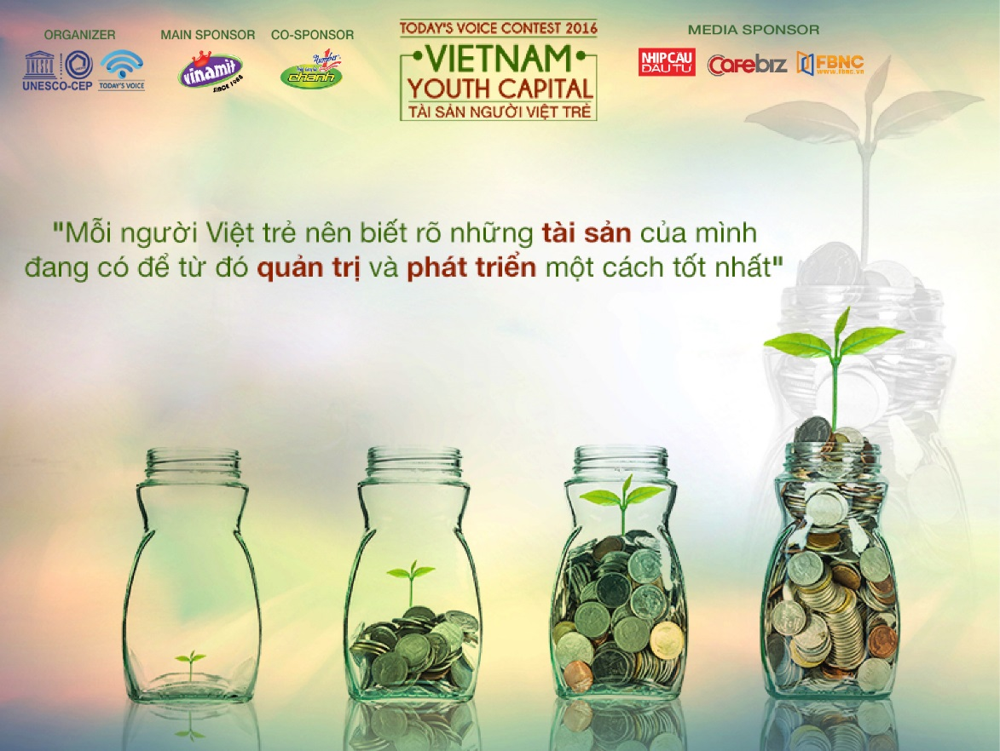 ORGANIZER
MAIN SPONSOR
CO-SPONSOR
UNESCO
UNESCO-CEP
TODAY'S VOICE
vinamit
SINCE 1988
Number
chanh
TODAY'S VOICE CONTEST 2016
VIETNAM
YOUTH CAPITAL
TÀI SẢN NGƯỜI VIỆT TRẺ
MEDIA SPONSOR
NHỊP CẦU
ĐẦU TƯ
Cafebiz
FBNC
www.fbnc.vn
"Mỗi người Việt trẻ nên biết rõ những tài sản của mình
đang có để từ đó quản trị và phát triển một cách tốt nhất"